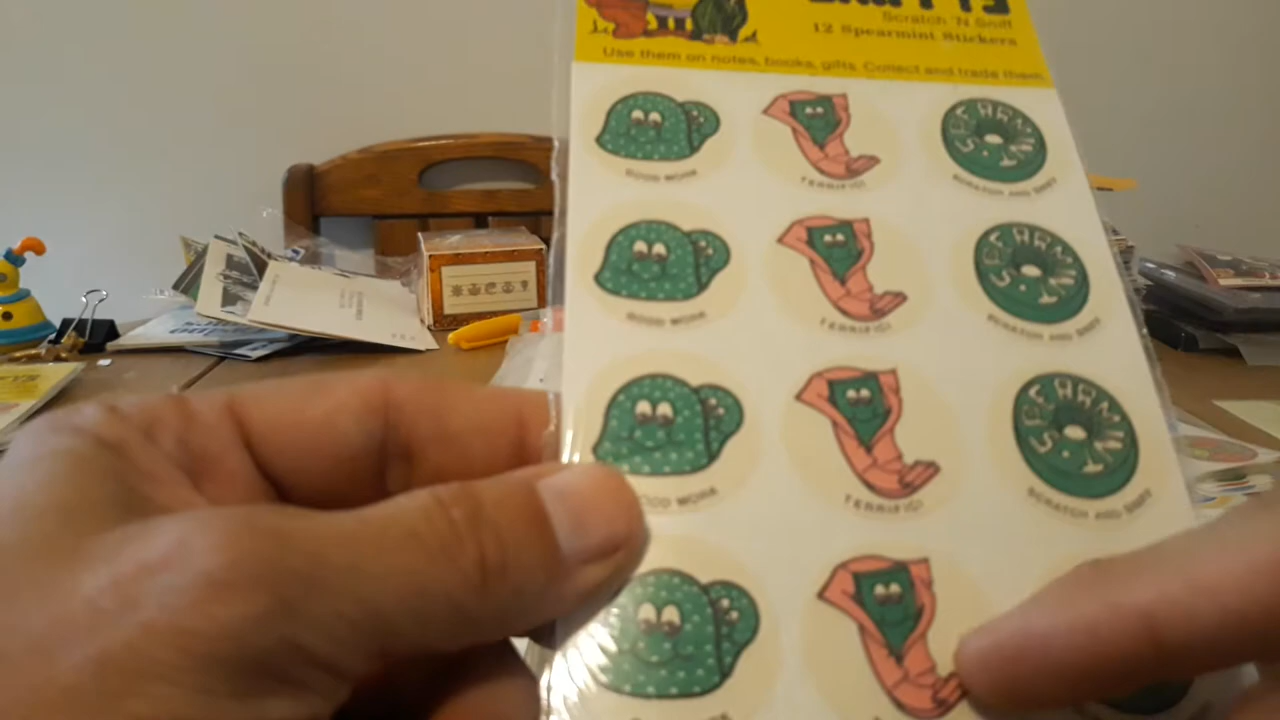 Scratch 'N Sniff
12 Spearmint Stickers
Use them on notes, books, gifts. Collect and trade them.
GOOD WORK
TERRIFIC!
SPEARMINT
SCRATCH AND SNIFF
GOOD WORK
TERRIFIC!
SPEARMINT
SCRATCH AND SNIFF
GOOD WORK
TERRIFIC!
SPEARMINT
SCRATCH AND SNIFF